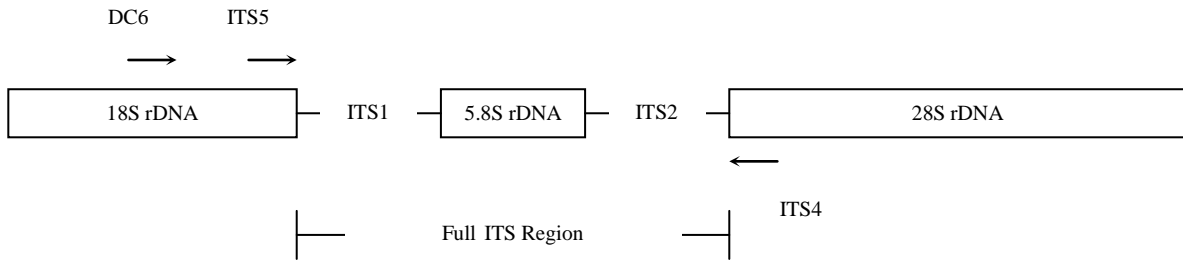 DC6 ITS5
18S rDNA ITS1 5.8S rDNA ITS2 28S rDNA
ITS4
Full ITS Region